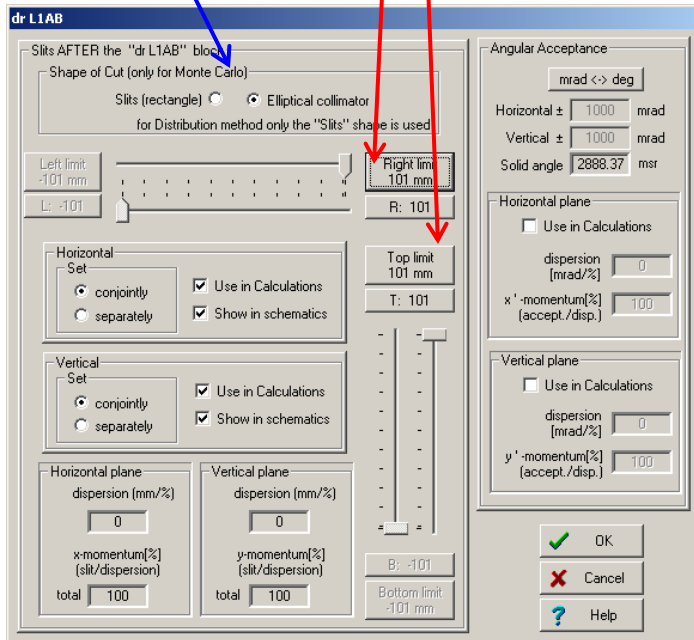 dr L1AB
Slits AFTER the "dr L1AB" block
Shape of Cut (only for Monte Carlo)
Slits (rectangle)
Elliptical collimator
for Distribution method only the "Slits" shape is used
Left limit
-101 mm
L: -101
Right limit
101 mm
R: 101
Horizontal
Set
conjointly
separately
Use in Calculations
Show in schematics
Top limit
101 mm
T: 101
Vertical
Set
conjointly
separately
Use in Calculations
Show in schematics
Horizontal plane
dispersion (mm/%)
0
x-momentum[%]
(slit/dispersion)
total 100
Vertical plane
dispersion (mm/%)
0
y-momentum[%]
(slit/dispersion)
total 100
B: -101
Bottom limit
-101 mm
Angular Acceptance
mrad <-> deg
Horizontal ± 1000 mrad
Vertical ± 1000 mrad
Solid angle 2888.37 msr
Horizontal plane
Use in Calculations
dispersion
[mrad/%]
0
x ' -momentum[%]
(accept./disp.)
100
Vertical plane
Use in Calculations
dispersion
[mrad/%]
0
y ' -momentum[%]
(accept./disp.)
100
OK
Cancel
Help